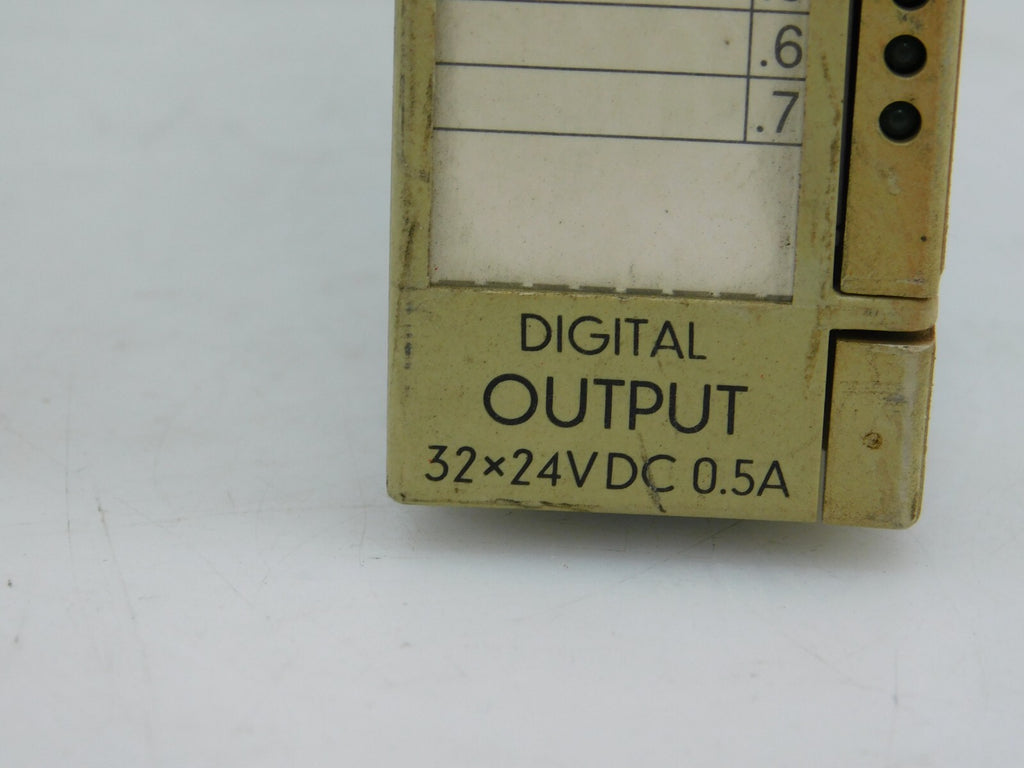 .6
.7
DIGITAL
OUTPUT
32×24VDC 0.5A